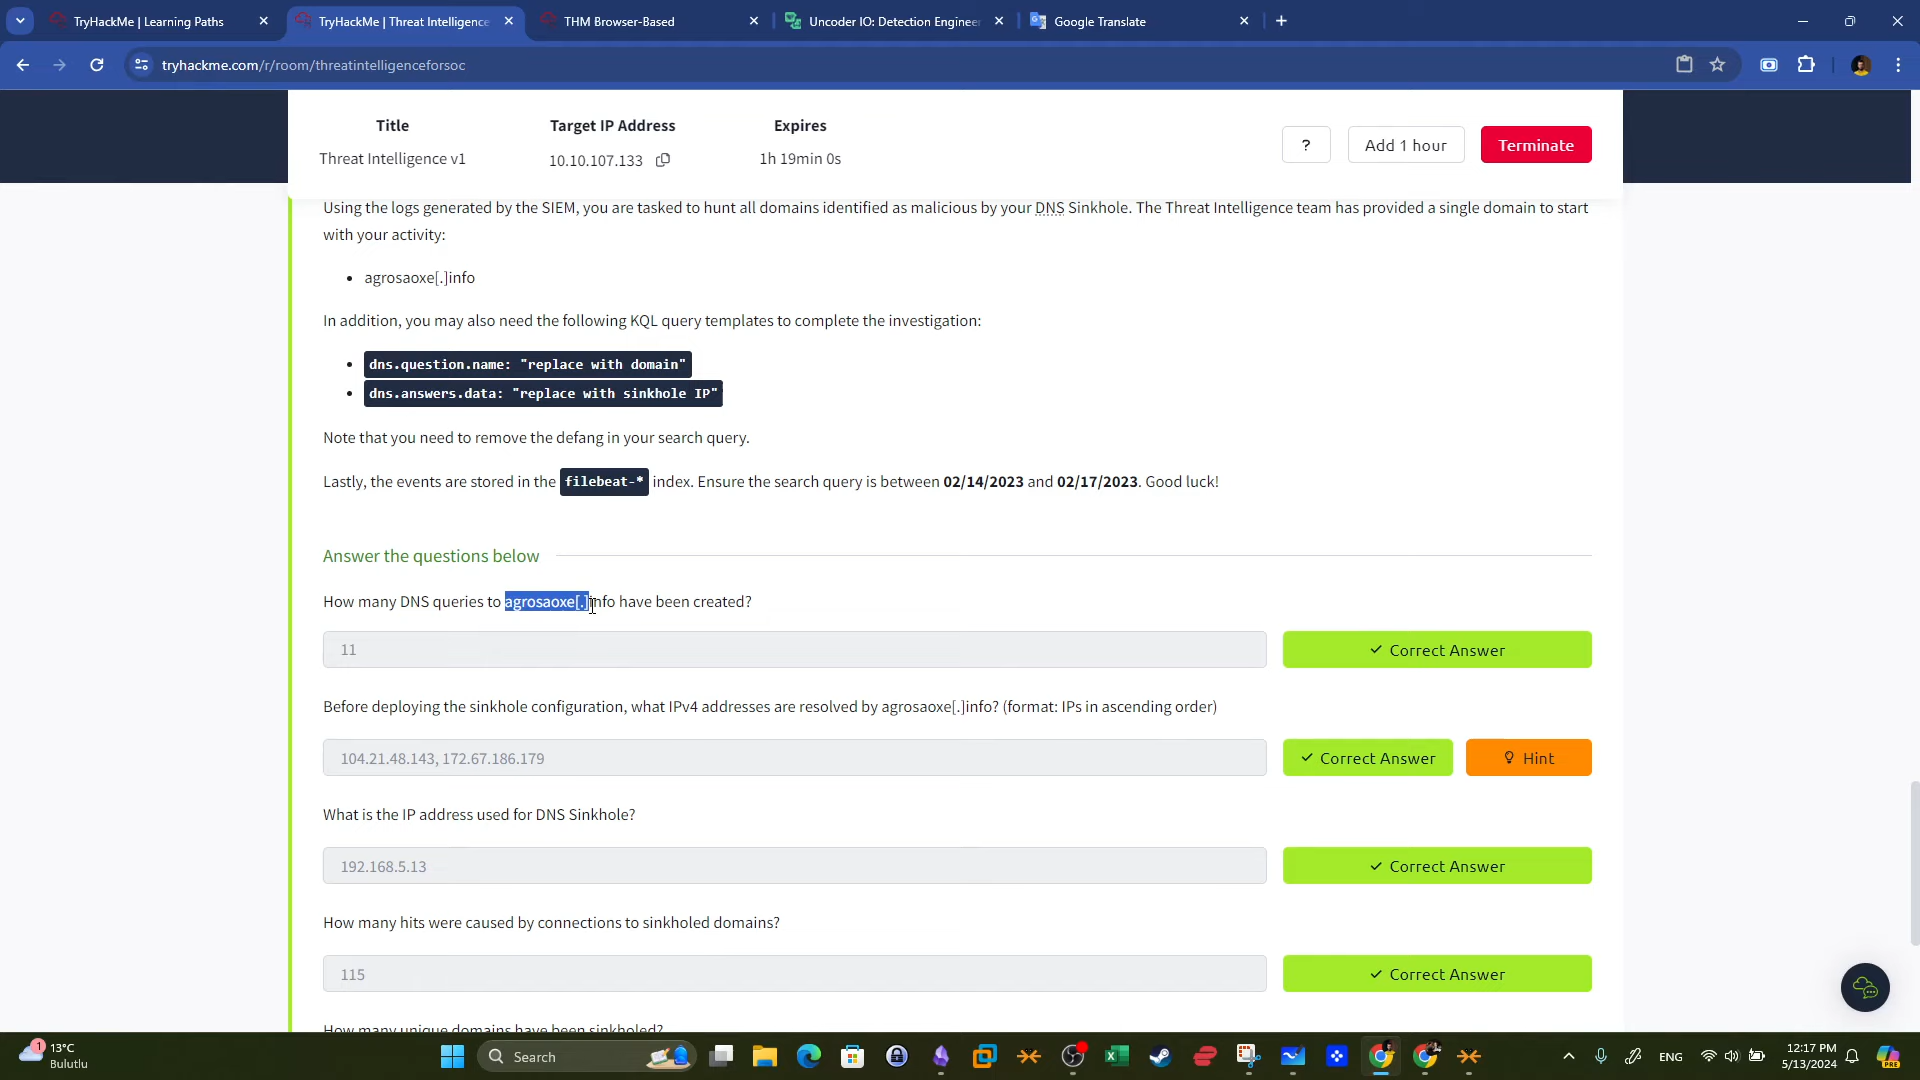 TryHackMe | Learning Paths
TryHackMe | Threat Intelligence
THM Browser-Based
Uncoder IO: Detection Engineer
Google Translate
tryhackme.com/r/room/threatintelligenceforsoc
Title
Target IP Address
Expires
Threat Intelligence v1
10.10.107.133
1h 19min 0s
?
Add 1 hour
Terminate
Using the logs generated by the SIEM, you are tasked to hunt all domains identified as malicious by your DNS Sinkhole. The Threat Intelligence team has provided a single domain to start
with your activity:
• agrosaoxe[.]info
In addition, you may also need the following KQL query templates to complete the investigation:
• dns.question.name: "replace with domain"
• dns.answers.data: "replace with sinkhole IP"
Note that you need to remove the defang in your search query.
Lastly, the events are stored in the filebeat-* index. Ensure the search query is between 02/14/2023 and 02/17/2023. Good luck!
Answer the questions below
How many DNS queries to agrosaoxe[.]info have been created?
11
Correct Answer
Before deploying the sinkhole configuration, what IPv4 addresses are resolved by agrosaoxe[.]info? (format: IPs in ascending order)
104.21.48.143, 172.67.186.179
Correct Answer
Hint
What is the IP address used for DNS Sinkhole?
192.168.5.13
Correct Answer
How many hits were caused by connections to sinkholed domains?
115
Correct Answer
How many unique domains have been sinkholed?
1
13°C
Bulutlu
Search
ENG
12:17 PM
5/13/2024
PRE